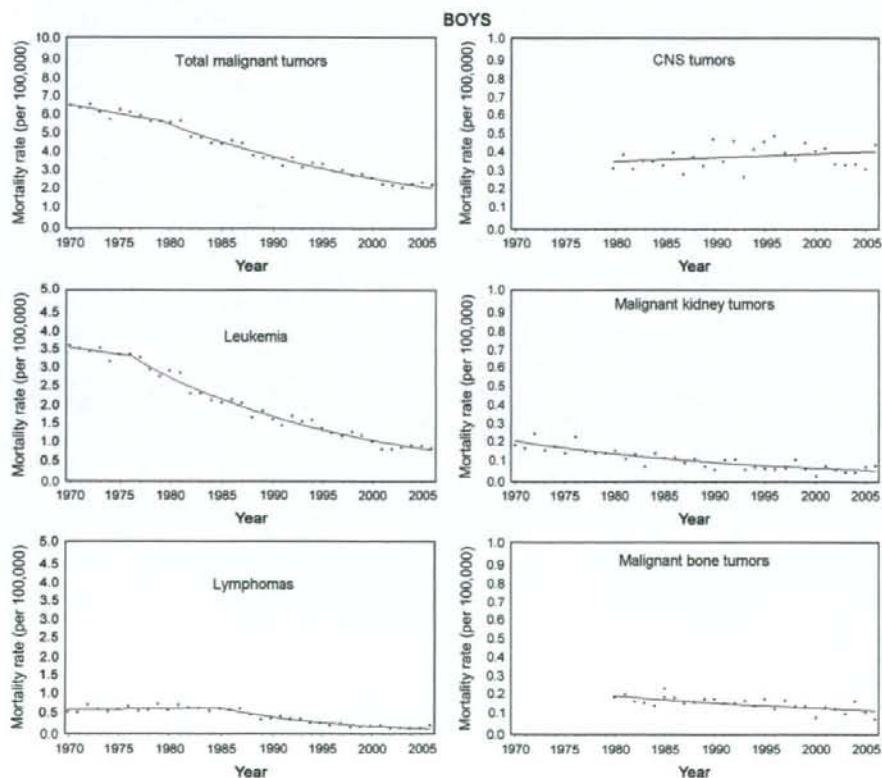 BOYS
Mortality rate (per 100,000)
10.0
9.0
8.0
7.0
6.0
5.0
4.0
3.0
2.0
1.0
0.0
Total malignant tumors
1970 1975 1980 1985 1990 1995 2000 2005
Year
Mortality rate (per 100,000)
1.0
0.9
0.8
0.7
0.6
0.5
0.4
0.3
0.2
0.1
0.0
CNS tumors
1970 1975 1980 1985 1990 1995 2000 2005
Year
Mortality rate (per 100,000)
5.0
4.5
4.0
3.5
3.0
2.5
2.0
1.5
1.0
0.5
0.0
Leukemia
1970 1975 1980 1985 1990 1995 2000 2005
Year
Mortality rate (per 100,000)
1.0
0.9
0.8
0.7
0.6
0.5
0.4
0.3
0.2
0.1
0.0
Malignant kidney tumors
1970 1975 1980 1985 1990 1995 2000 2005
Year
Mortality rate (per 100,000)
5.0
4.5
4.0
3.5
3.0
2.5
2.0
1.5
1.0
0.5
0.0
Lymphomas
1970 1975 1980 1985 1990 1995 2000 2005
Year
Mortality rate (per 100,000)
1.0
0.9
0.8
0.7
0.6
0.5
0.4
0.3
0.2
0.1
0.0
Malignant bone tumors
1970 1975 1980 1985 1990 1995 2000 2005
Year